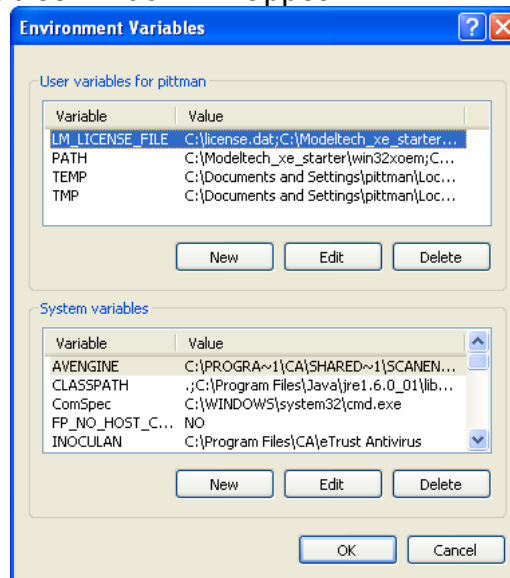 Environment Variables
User variables for pittman
Variable Value
LM_LICENSE_FILE C:\license.dat;C:\Modeltech_xe_starter...
PATH C:\Modeltech_xe_starter\win32xoem;C...
TEMP C:\Documents and Settings\pittman\Loc...
TMP C:\Documents and Settings\pittman\Loc...
New Edit Delete
System variables
Variable Value
AVENGINE C:\PROGRA~1\CA\SHARED~1\SCANEN...
CLASSPATH .;C:\Program Files\Java\jre1.6.0_01\lib...
ComSpec C:\WINDOWS\system32\cmd.exe
FP_NO_HOST_C... NO
INOCULAN C:\Program Files\CA\eTrust Antivirus
New Edit Delete
OK Cancel